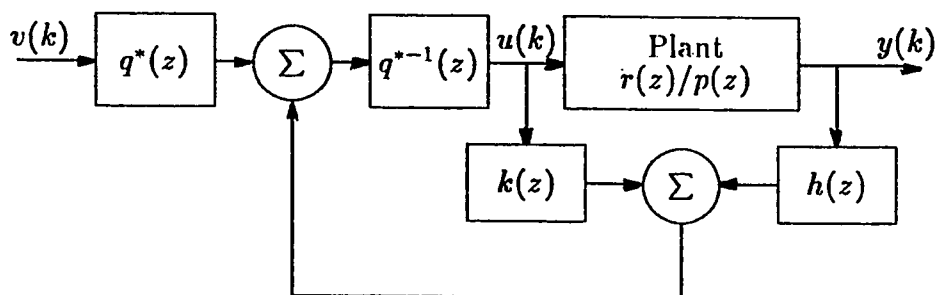 v(k)
q*(z)
Σ
q*⁻¹(z)
u(k)
Plant
r(z)/p(z)
y(k)
k(z)
Σ
h(z)